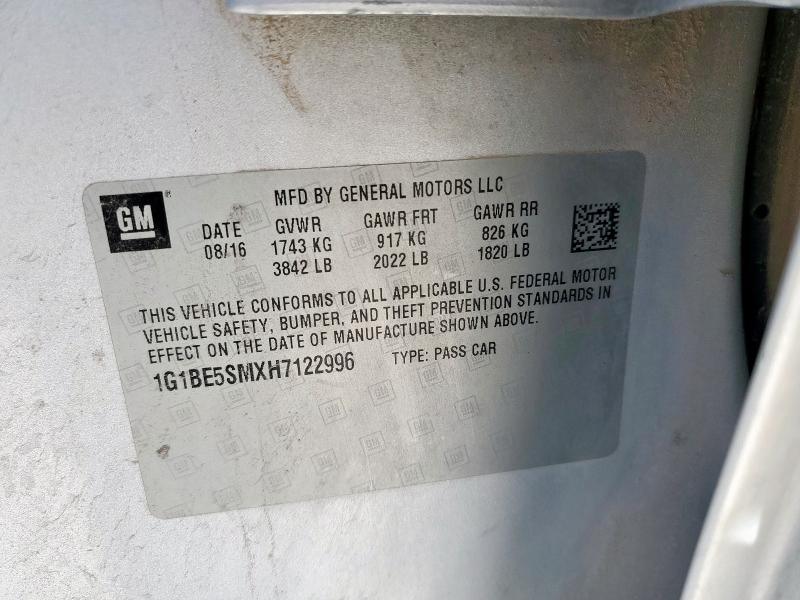 GM
MFD BY GENERAL MOTORS LLC
DATE GVWR GAWR FRT GAWR RR
08/16 1743 KG 917 KG 826 KG
3842 LB 2022 LB 1820 LB
THIS VEHICLE CONFORMS TO ALL APPLICABLE U.S. FEDERAL MOTOR
VEHICLE SAFETY, BUMPER, AND THEFT PREVENTION STANDARDS IN
EFFECT ON THE DATE OF MANUFACTURE SHOWN ABOVE.
1G1BE5SMXH7122996 TYPE: PASS CAR